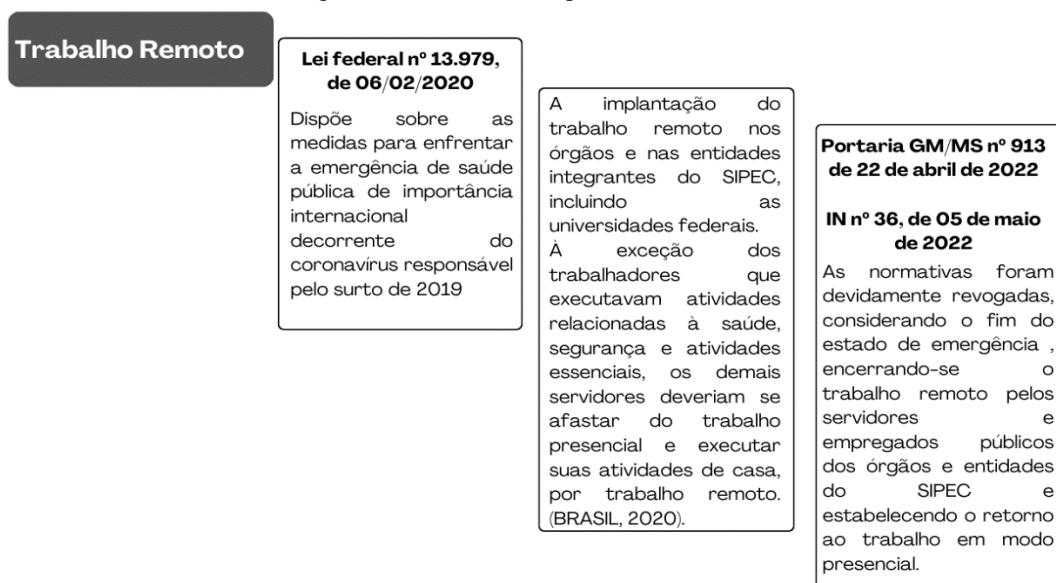 Trabalho Remoto
Lei federal nº 13.979,
de 06/02/2020
Dispõe sobre as
medidas para enfrentar
a emergência de saúde
pública de importância
internacional
decorrente do
coronavírus responsável
pelo surto de 2019
A implantação do
trabalho remoto nos
órgãos e nas entidades
integrantes do SIPEC,
incluindo as
universidades federais.
À exceção dos
trabalhadores que
executavam atividades
relacionadas à saúde,
segurança e atividades
essenciais, os demais
servidores deveriam se
afastar do trabalho
presencial e executar
suas atividades de casa,
por trabalho remoto.
(BRASIL, 2020).
Portaria GM/MS nº 913
de 22 de abril de 2022
IN nº 36, de 05 de maio
de 2022
As normativas foram
devidamente revogadas,
considerando o fim do
estado de emergência ,
encerrando-se o
trabalho remoto pelos
servidores e
empregados públicos
dos órgãos e entidades
do SIPEC e
estabelecendo o retorno
ao trabalho em modo
presencial.